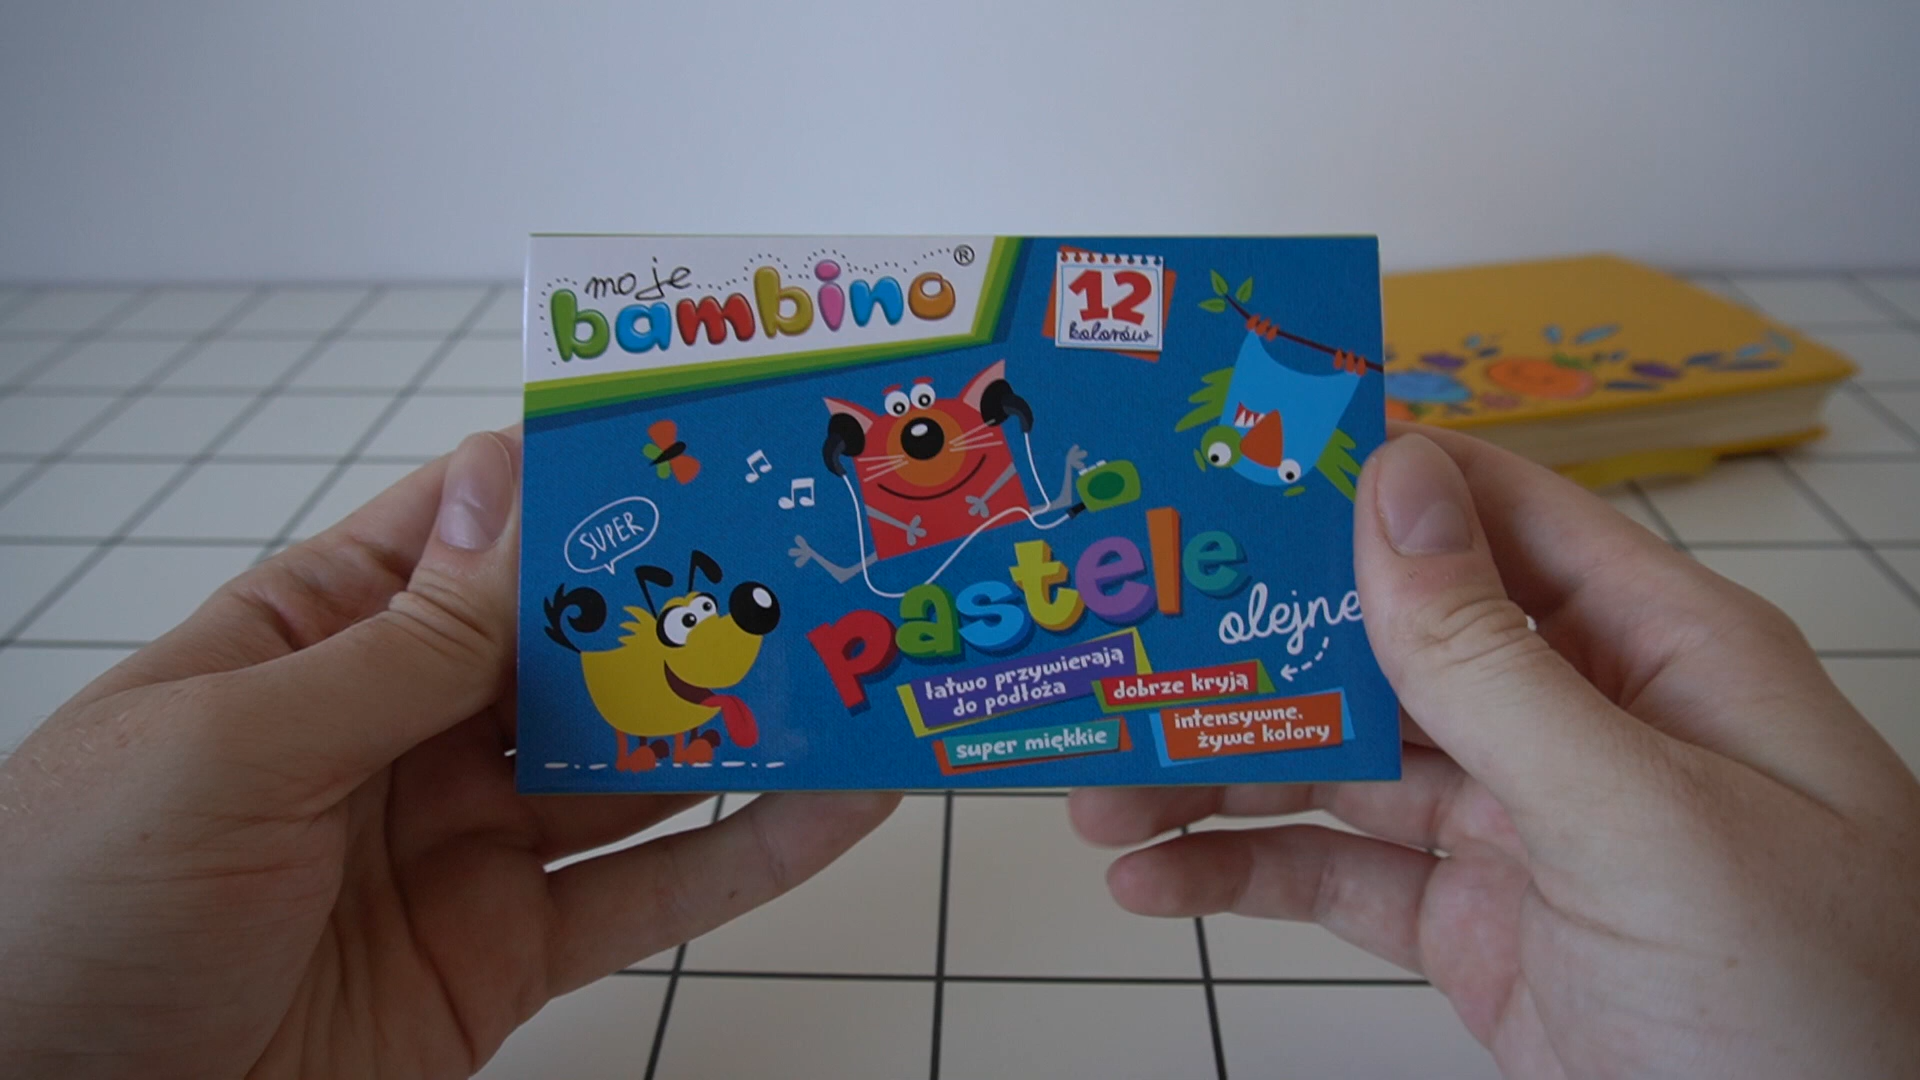 moje
bambino®
12
kolorów
SUPER
pastele
olejne
łatwo przywierają
do podłoża
dobrze kryją
super miękkie
intensywne,
żywe kolory